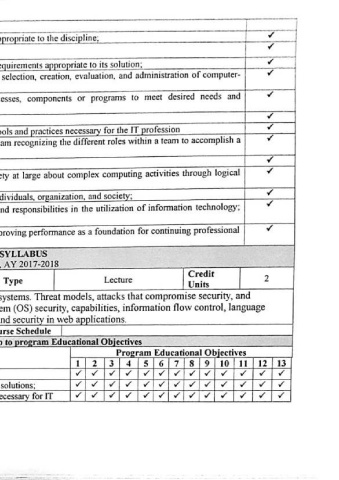 ppropriate to the discipline; ✓
✓
equirements appropriate to its solution; ✓
selection, creation, evaluation, and administration of computer- ✓
esses, components or programs to meet desired needs and ✓
✓
ools and practices necessary for the IT profession ✓
am recognizing the different roles within a team to accomplish a ✓
✓
ety at large about complex computing activities through logical ✓
dividuals, organization, and society; ✓
nd responsibilities in the utilization of information technology; ✓
proving performance as a foundation for continuing professional ✓
SYLLABUS
, AY 2017-2018
Type Lecture Credit Units 2
systems. Threat models, attacks that compromise security, and
em (OS) security, capabilities, information flow control, language
nd security in web applications.
urse Schedule
p to program Educational Objectives
Program Educational Objectives
1 2 3 4 5 6 7 8 9 10 11 12 13
✓ ✓ ✓ ✓ ✓ ✓ ✓ ✓ ✓ ✓ ✓ ✓ ✓
solutions; ✓ ✓ ✓ ✓ ✓ ✓ ✓ ✓ ✓ ✓ ✓ ✓ ✓
ecessary for IT ✓ ✓ ✓ ✓ ✓ ✓ ✓ ✓ ✓ ✓ ✓ ✓ ✓